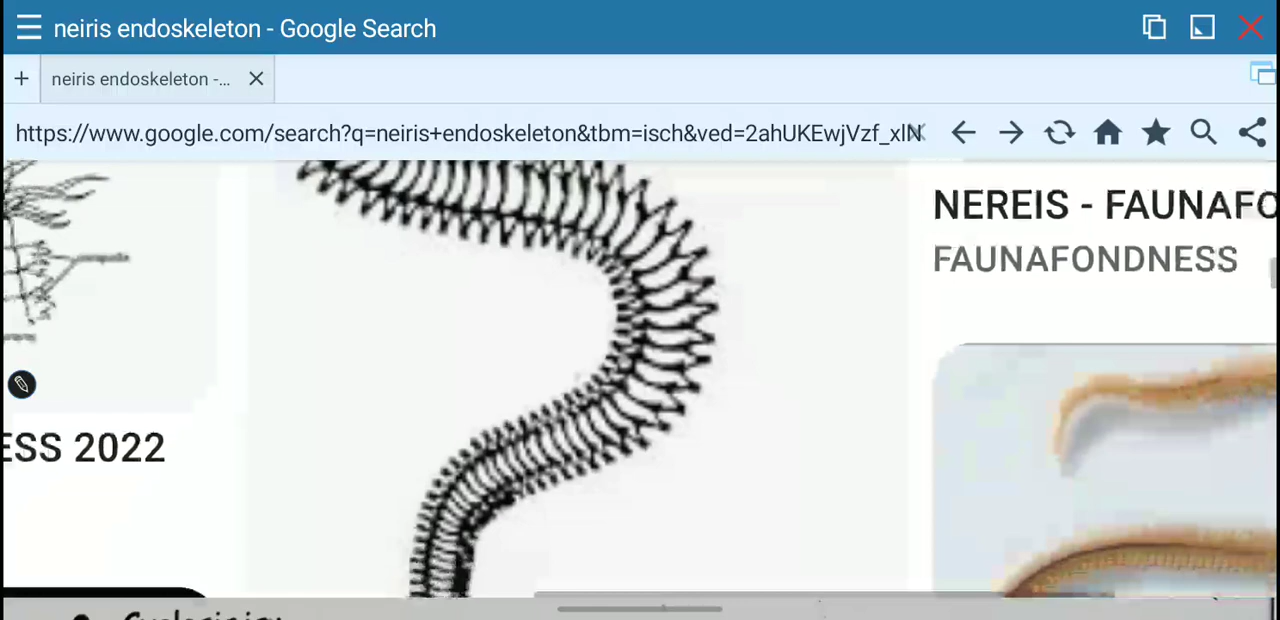 neiris endoskeleton - Google Search
neiris endoskeleton -...
https://www.google.com/search?q=neiris+endoskeleton&tbm=isch&ved=2ahUKEwjVzf_xlN
NEREIS - FAUNAFO
FAUNAFONDNESS
ESS 2022